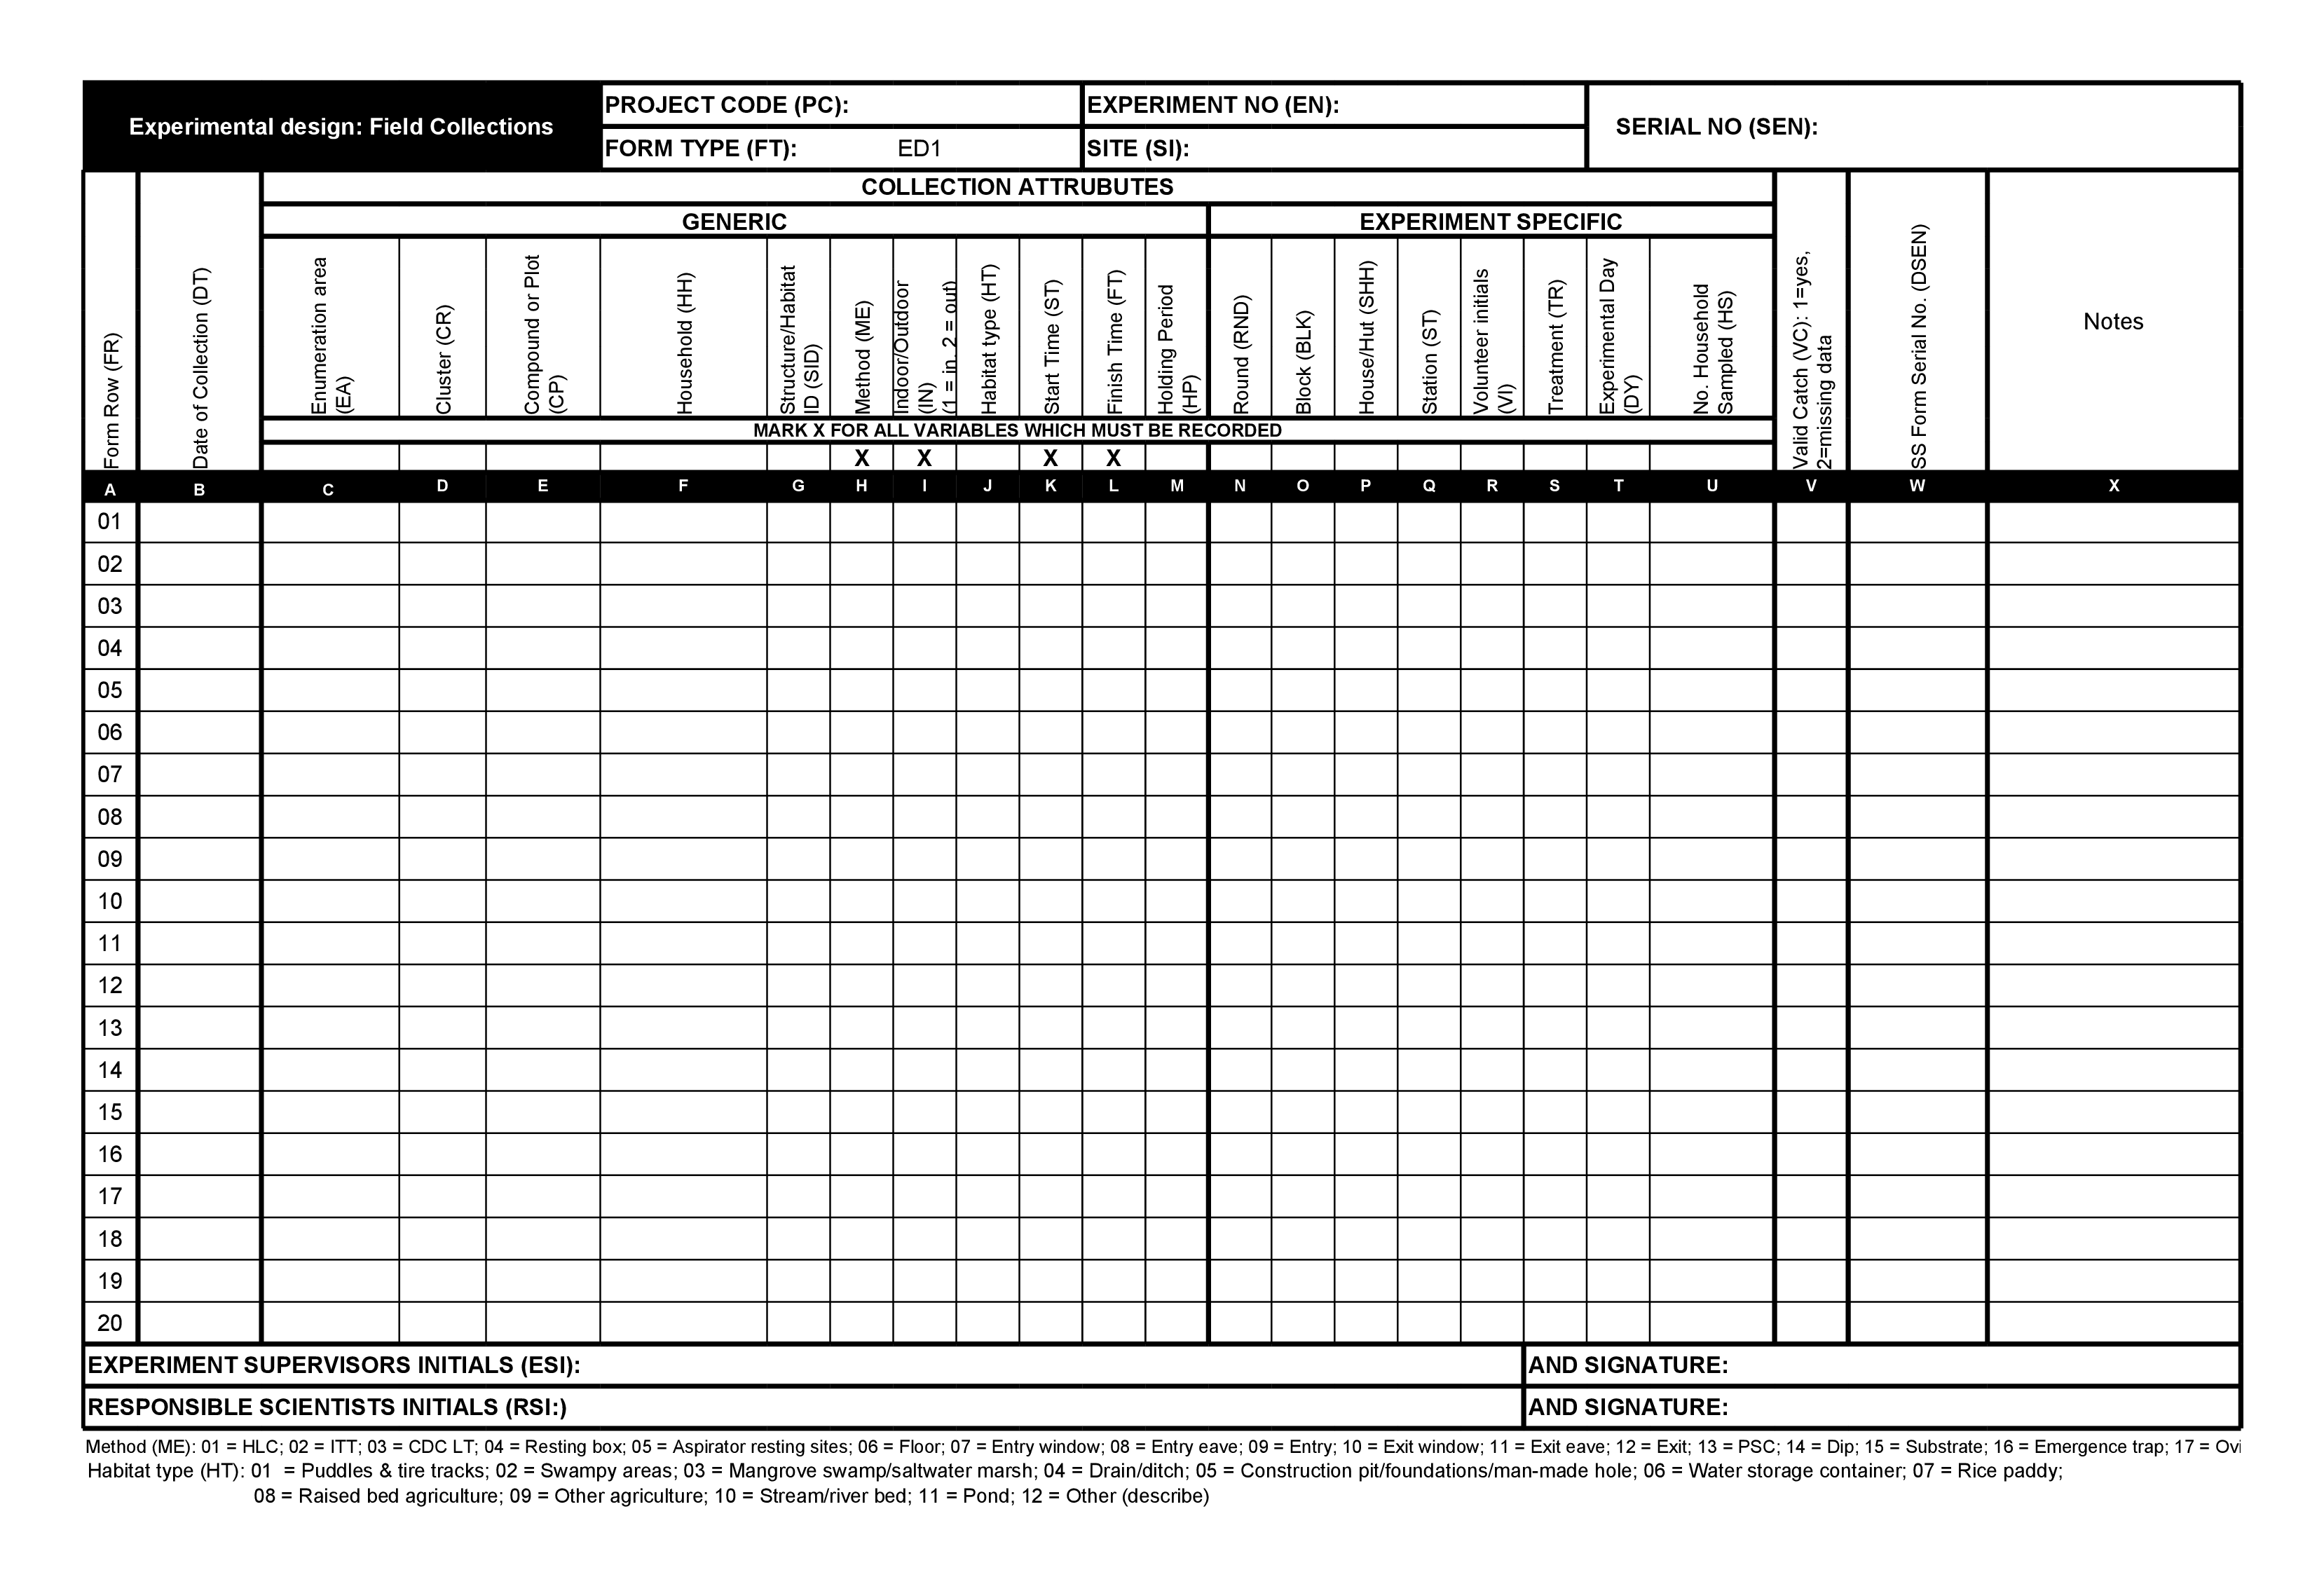 Experimental design: Field Collections
PROJECT CODE (PC):
EXPERIMENT NO (EN):
SERIAL NO (SEN):
FORM TYPE (FT): ED1
SITE (SI):
COLLECTION ATTRUBUTES
GENERIC
EXPERIMENT SPECIFIC
Form Row (FR)
Date of Collection (DT)
Enumeration area
(EA)
Cluster (CR)
Compound or Plot
(CP)
Household (HH)
Structure/Habitat
ID (SID)
Method (ME)
Indoor/Outdoor
(IN)
(1 = in, 2 = out)
Habitat type (HT)
Start Time (ST)
Finish Time (FT)
Holding Period
(HP)
Round (RND)
Block (BLK)
House/Hut (SHH)
Station (ST)
Volunteer initials
(VI)
Treatment (TR)
Experimental Day
(DY)
No. Household
Sampled (HS)
Valid Catch (VC): 1=yes,
2=missing data
SS Form Serial No. (DSEN)
Notes
MARK X FOR ALL VARIABLES WHICH MUST BE RECORDED
X X X X
A B C D E F G H I J K L M N O P Q R S T U V W X
01
02
03
04
05
06
07
08
09
10
11
12
13
14
15
16
17
18
19
20
EXPERIMENT SUPERVISORS INITIALS (ESI): AND SIGNATURE:
RESPONSIBLE SCIENTISTS INITIALS (RSI:) AND SIGNATURE:
Method (ME): 01 = HLC; 02 = ITT; 03 = CDC LT; 04 = Resting box; 05 = Aspirator resting sites; 06 = Floor; 07 = Entry window; 08 = Entry eave; 09 = Entry; 10 = Exit window; 11 = Exit eave; 12 = Exit; 13 = PSC; 14 = Dip; 15 = Substrate; 16 = Emergence trap; 17 = Ovi
Habitat type (HT): 01 = Puddles & tire tracks; 02 = Swampy areas; 03 = Mangrove swamp/saltwater marsh; 04 = Drain/ditch; 05 = Construction pit/foundations/man-made hole; 06 = Water storage container; 07 = Rice paddy;
08 = Raised bed agriculture; 09 = Other agriculture; 10 = Stream/river bed; 11 = Pond; 12 = Other (describe)